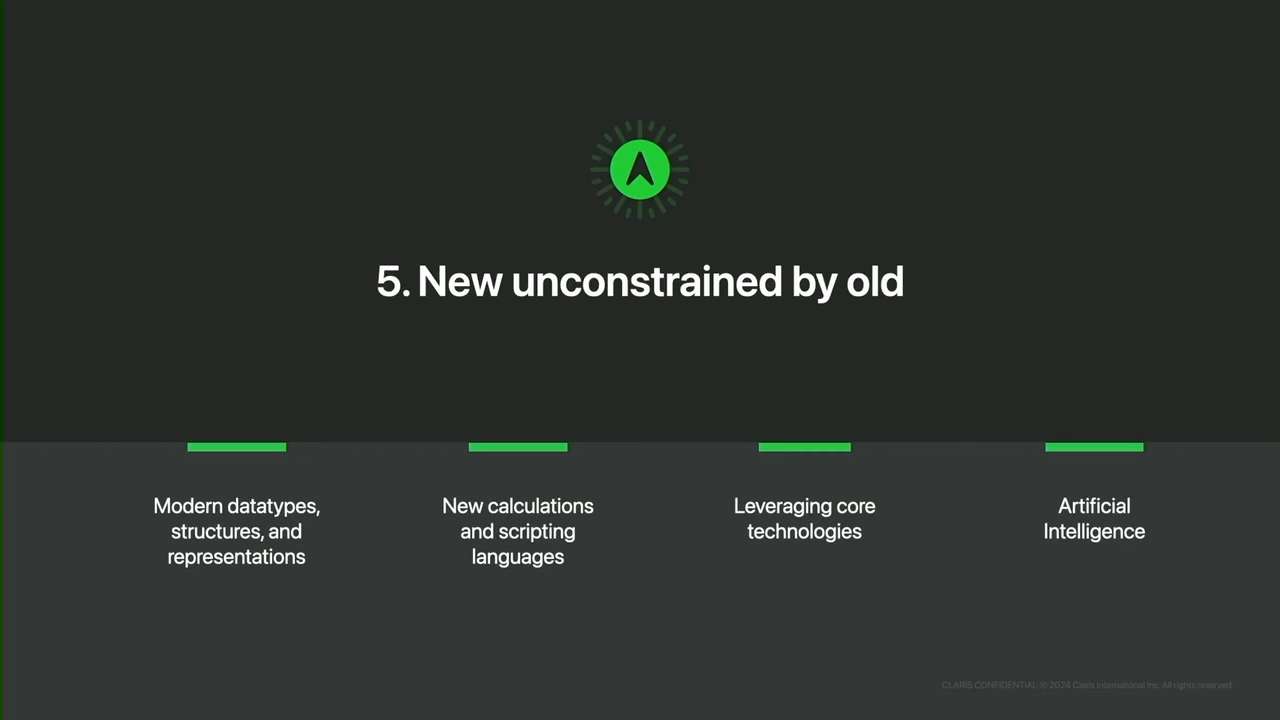 5. New unconstrained by old
Modern datatypes,
structures, and
representations
New calculations
and scripting
languages
Leveraging core
technologies
Artificial
Intelligence
CLARIS CONFIDENTIAL © 2024 Claris International Inc. All rights reserved